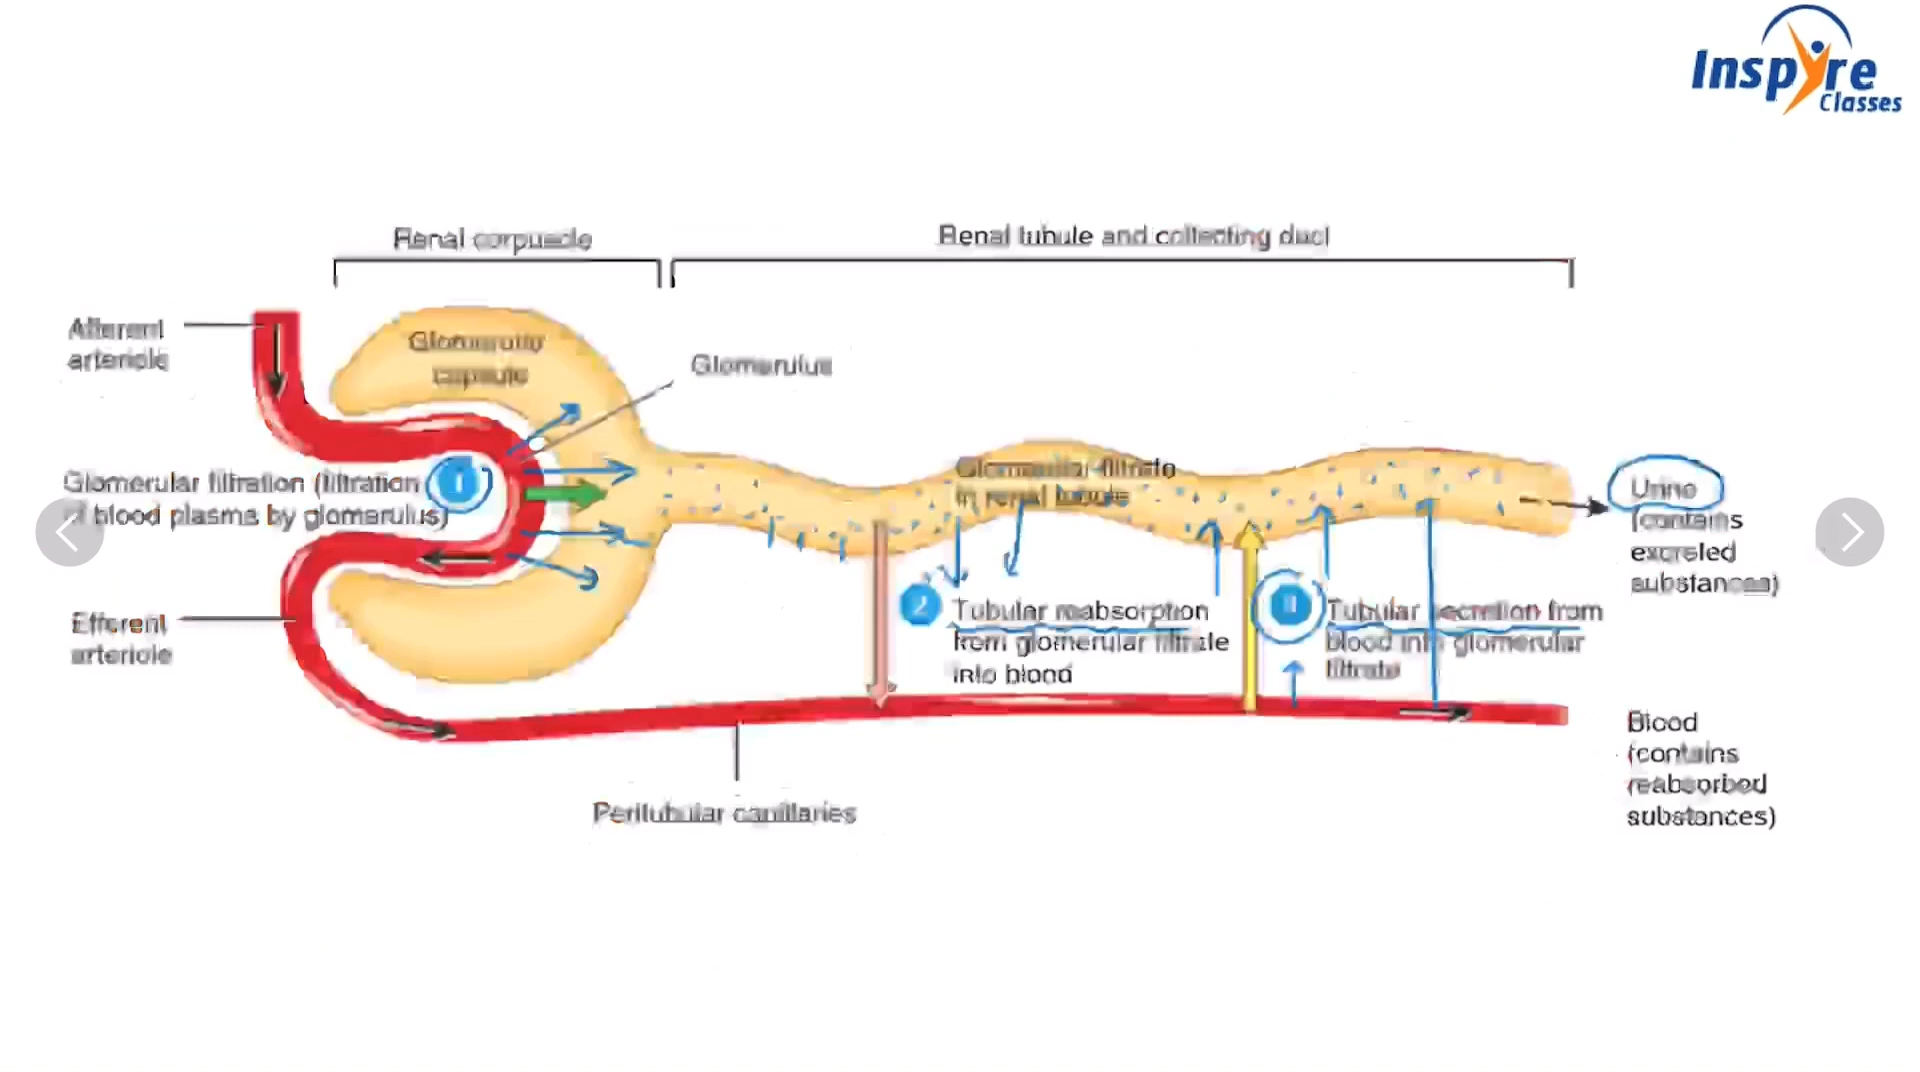 Inspyre
Classes
Renal corpuscle
Renal tubule and collecting duct
Afferent
arteriole
Glomerular
capsule
Glomerulus
Glomerular filtration (filtration
of blood plasma by glomerulus)
1
Glomerular filtrate
in renal tubule
Urine
(contains
excreted
substances)
Efferent
arteriole
2
Tubular reabsorption
from glomerular filtrate
into blood
Tubular secretion from
blood into glomerular
filtrate
Blood
(contains
reabsorbed
substances)
Peritubular capillaries